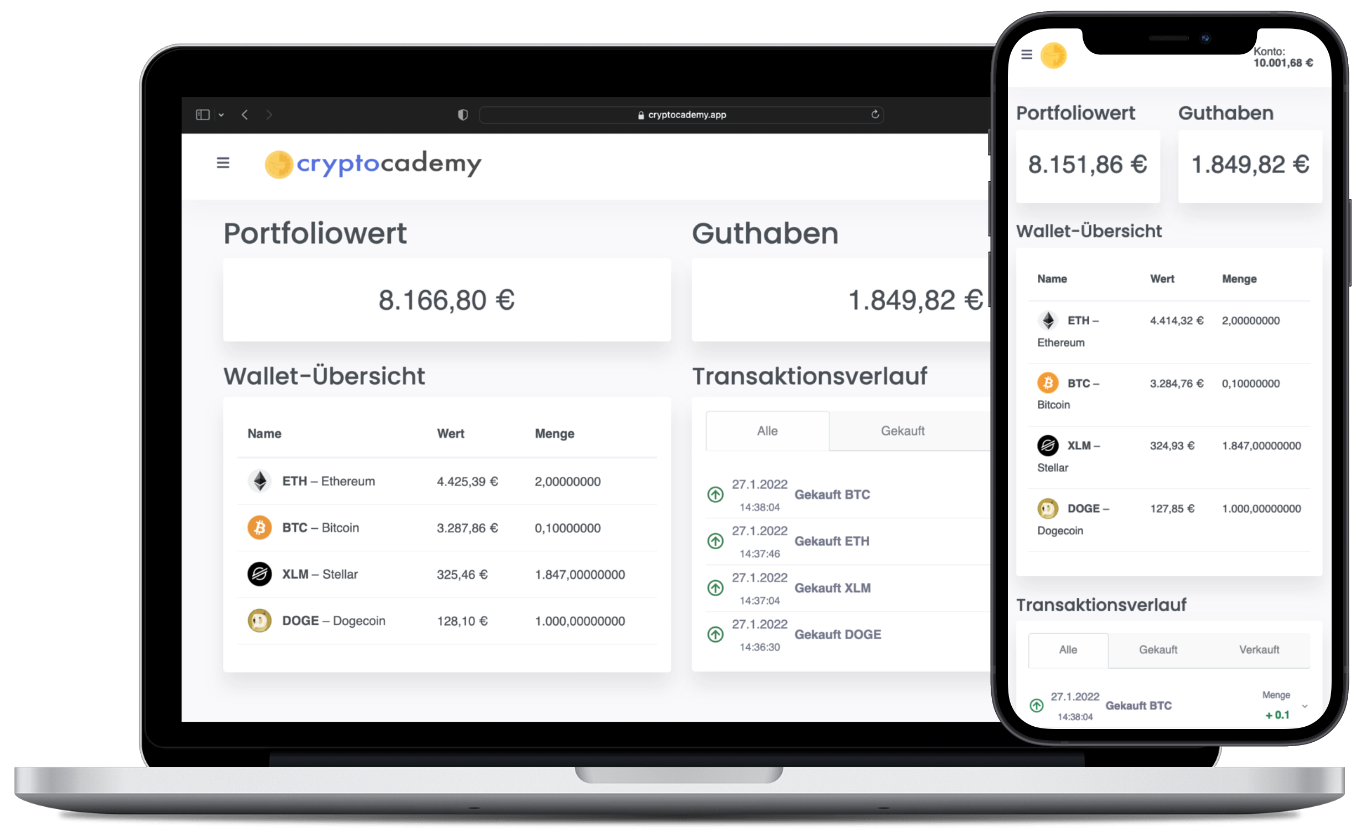 cryptocademy.app
cryptocademy
Portfoliowert
Guthaben
8.166,80 €
1.849,82 €
Wallet-Übersicht
Transaktionsverlauf
Name Wert Menge
ETH – Ethereum 4.425,39 € 2,00000000
BTC – Bitcoin 3.287,86 € 0,10000000
XLM – Stellar 325,46 € 1.847,00000000
DOGE – Dogecoin 128,10 € 1.000,00000000
Alle Gekauft
27.1.2022
14:38:04
Gekauft BTC
27.1.2022
14:37:46
Gekauft ETH
27.1.2022
14:37:04
Gekauft XLM
27.1.2022
14:36:30
Gekauft DOGE
Konto:
10.001,68 €
Portfoliowert
Guthaben
8.151,86 €
1.849,82 €
Wallet-Übersicht
Name Wert Menge
ETH – 4.414,32 € 2,00000000
Ethereum
BTC – 3.284,76 € 0,10000000
Bitcoin
XLM – 324,93 € 1.847,00000000
Stellar
DOGE – 127,85 € 1.000,00000000
Dogecoin
Transaktionsverlauf
Alle Gekauft Verkauft
27.1.2022
14:38:04
Gekauft BTC
Menge
+ 0.1